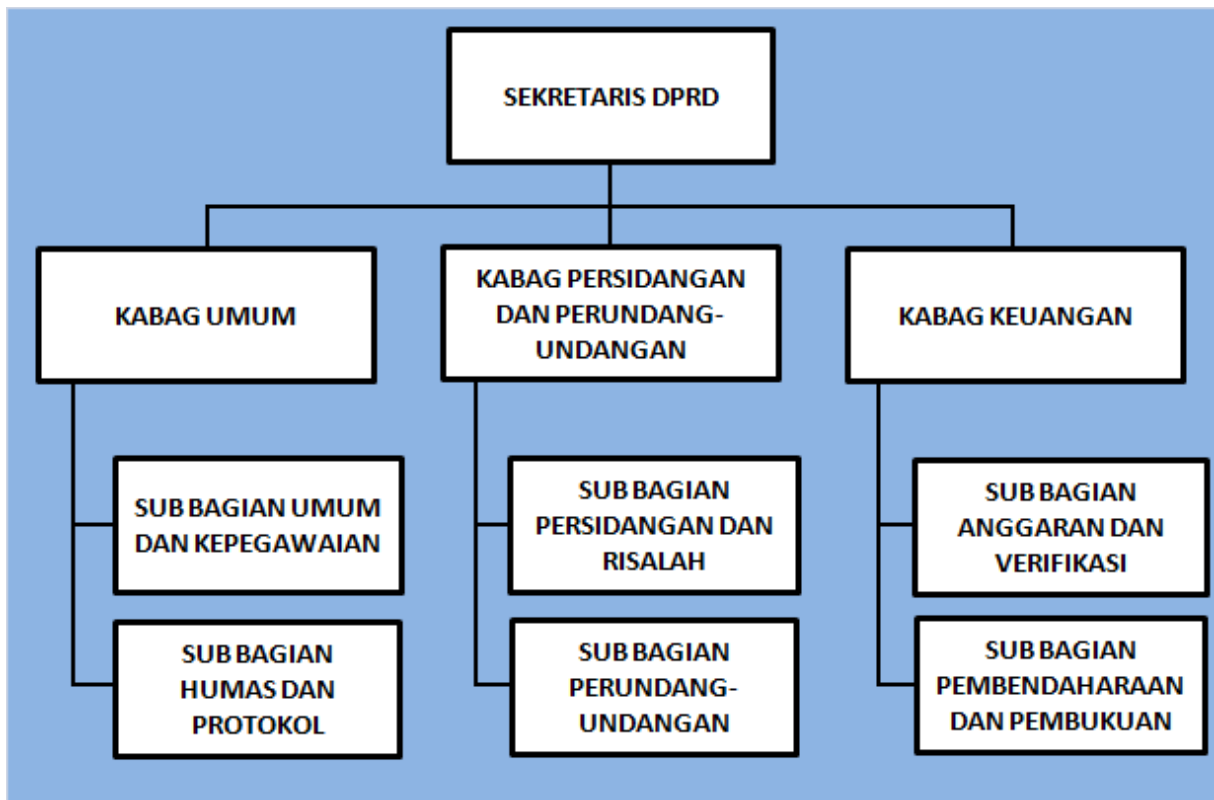 SEKRETARIS DPRD
KABAG UMUM
KABAG PERSIDANGAN
DAN PERUNDANG-
UNDANGAN
KABAG KEUANGAN
SUB BAGIAN UMUM
DAN KEPEGAWAIAN
SUB BAGIAN
PERSIDANGAN DAN
RISALAH
SUB BAGIAN
ANGGARAN DAN
VERIFIKASI
SUB BAGIAN
HUMAS DAN
PROTOKOL
SUB BAGIAN
PERUNDANG-
UNDANGAN
SUB BAGIAN
PEMBENDAHARAAN
DAN PEMBUKUAN